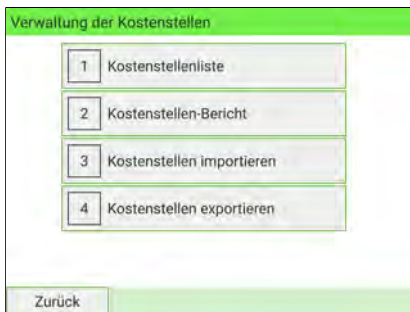 Verwaltung der Kostenstellen
1 Kostenstellenliste
2 Kostenstellen-Bericht
3 Kostenstellen importieren
4 Kostenstellen exportieren
Zurück